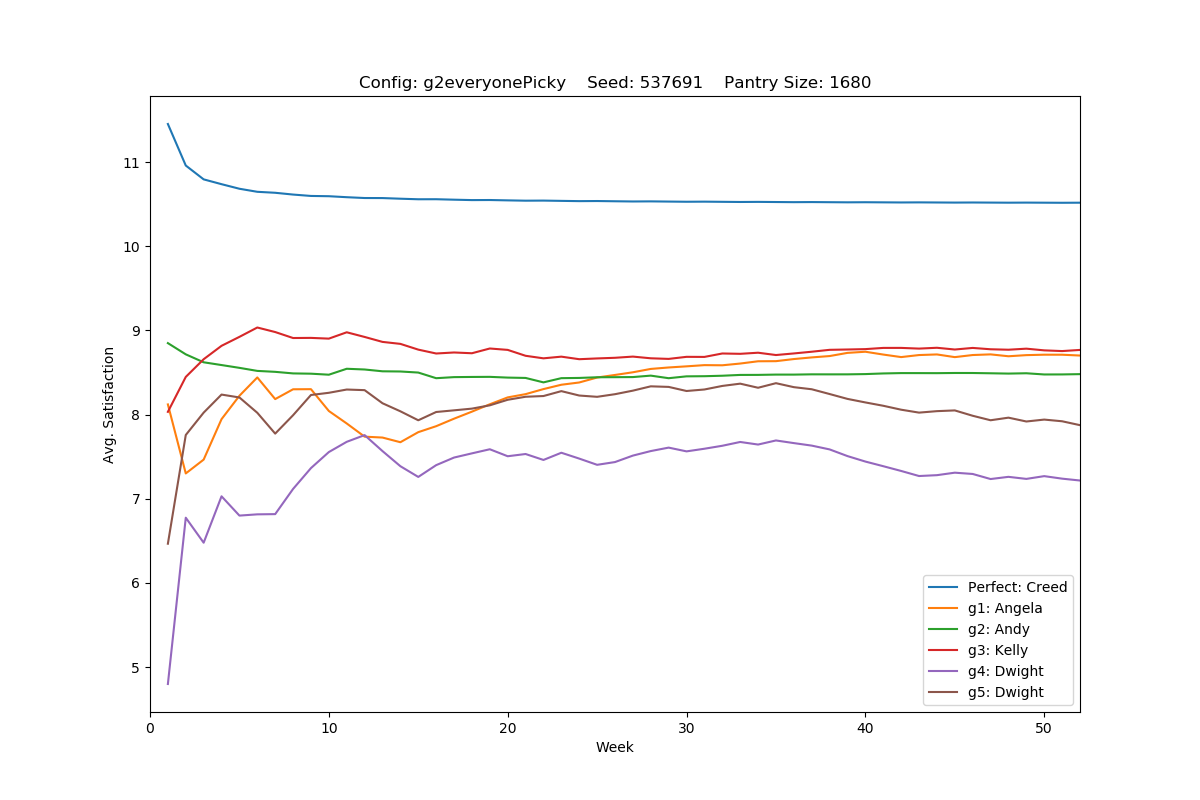 Config: g2everyonePicky    Seed: 537691    Pantry Size: 1680
Avg. Satisfaction
11
10
9
8
7
6
5
0
10
20
30
40
50
Week
Perfect: Creed
g1: Angela
g2: Andy
g3: Kelly
g4: Dwight
g5: Dwight